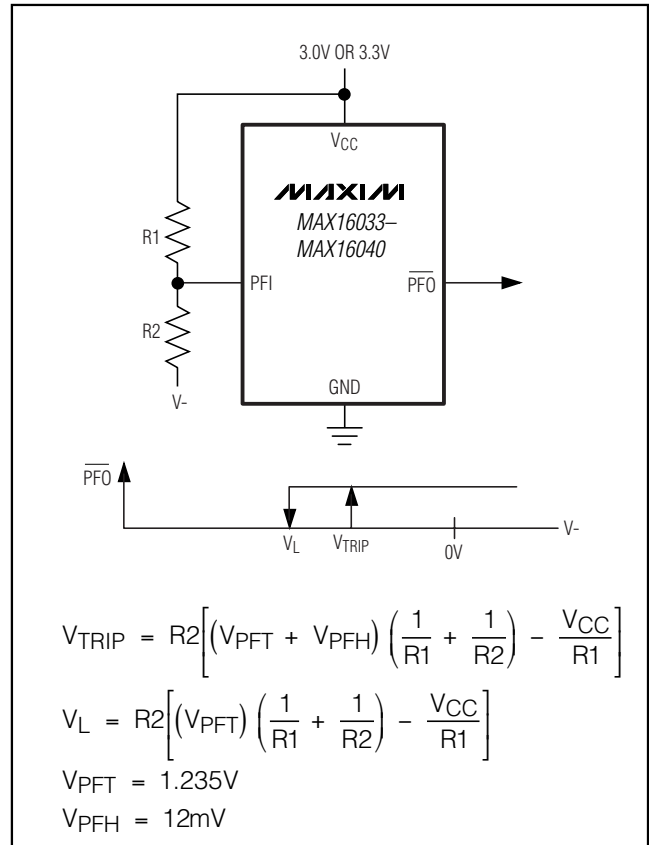 3.0V OR 3.3V
VCC
MAXIM
MAX16033–
MAX16040
R1
PFI
P̅F̅O̅
R2
V-
GND
P̅F̅O̅
VL
VTRIP
0V
V-
VTRIP = R2[(VPFT + VPFH) (1/R1 + 1/R2) – VCC/R1]
VL = R2[(VPFT) (1/R1 + 1/R2) – VCC/R1]
VPFT = 1.235V
VPFH = 12mV